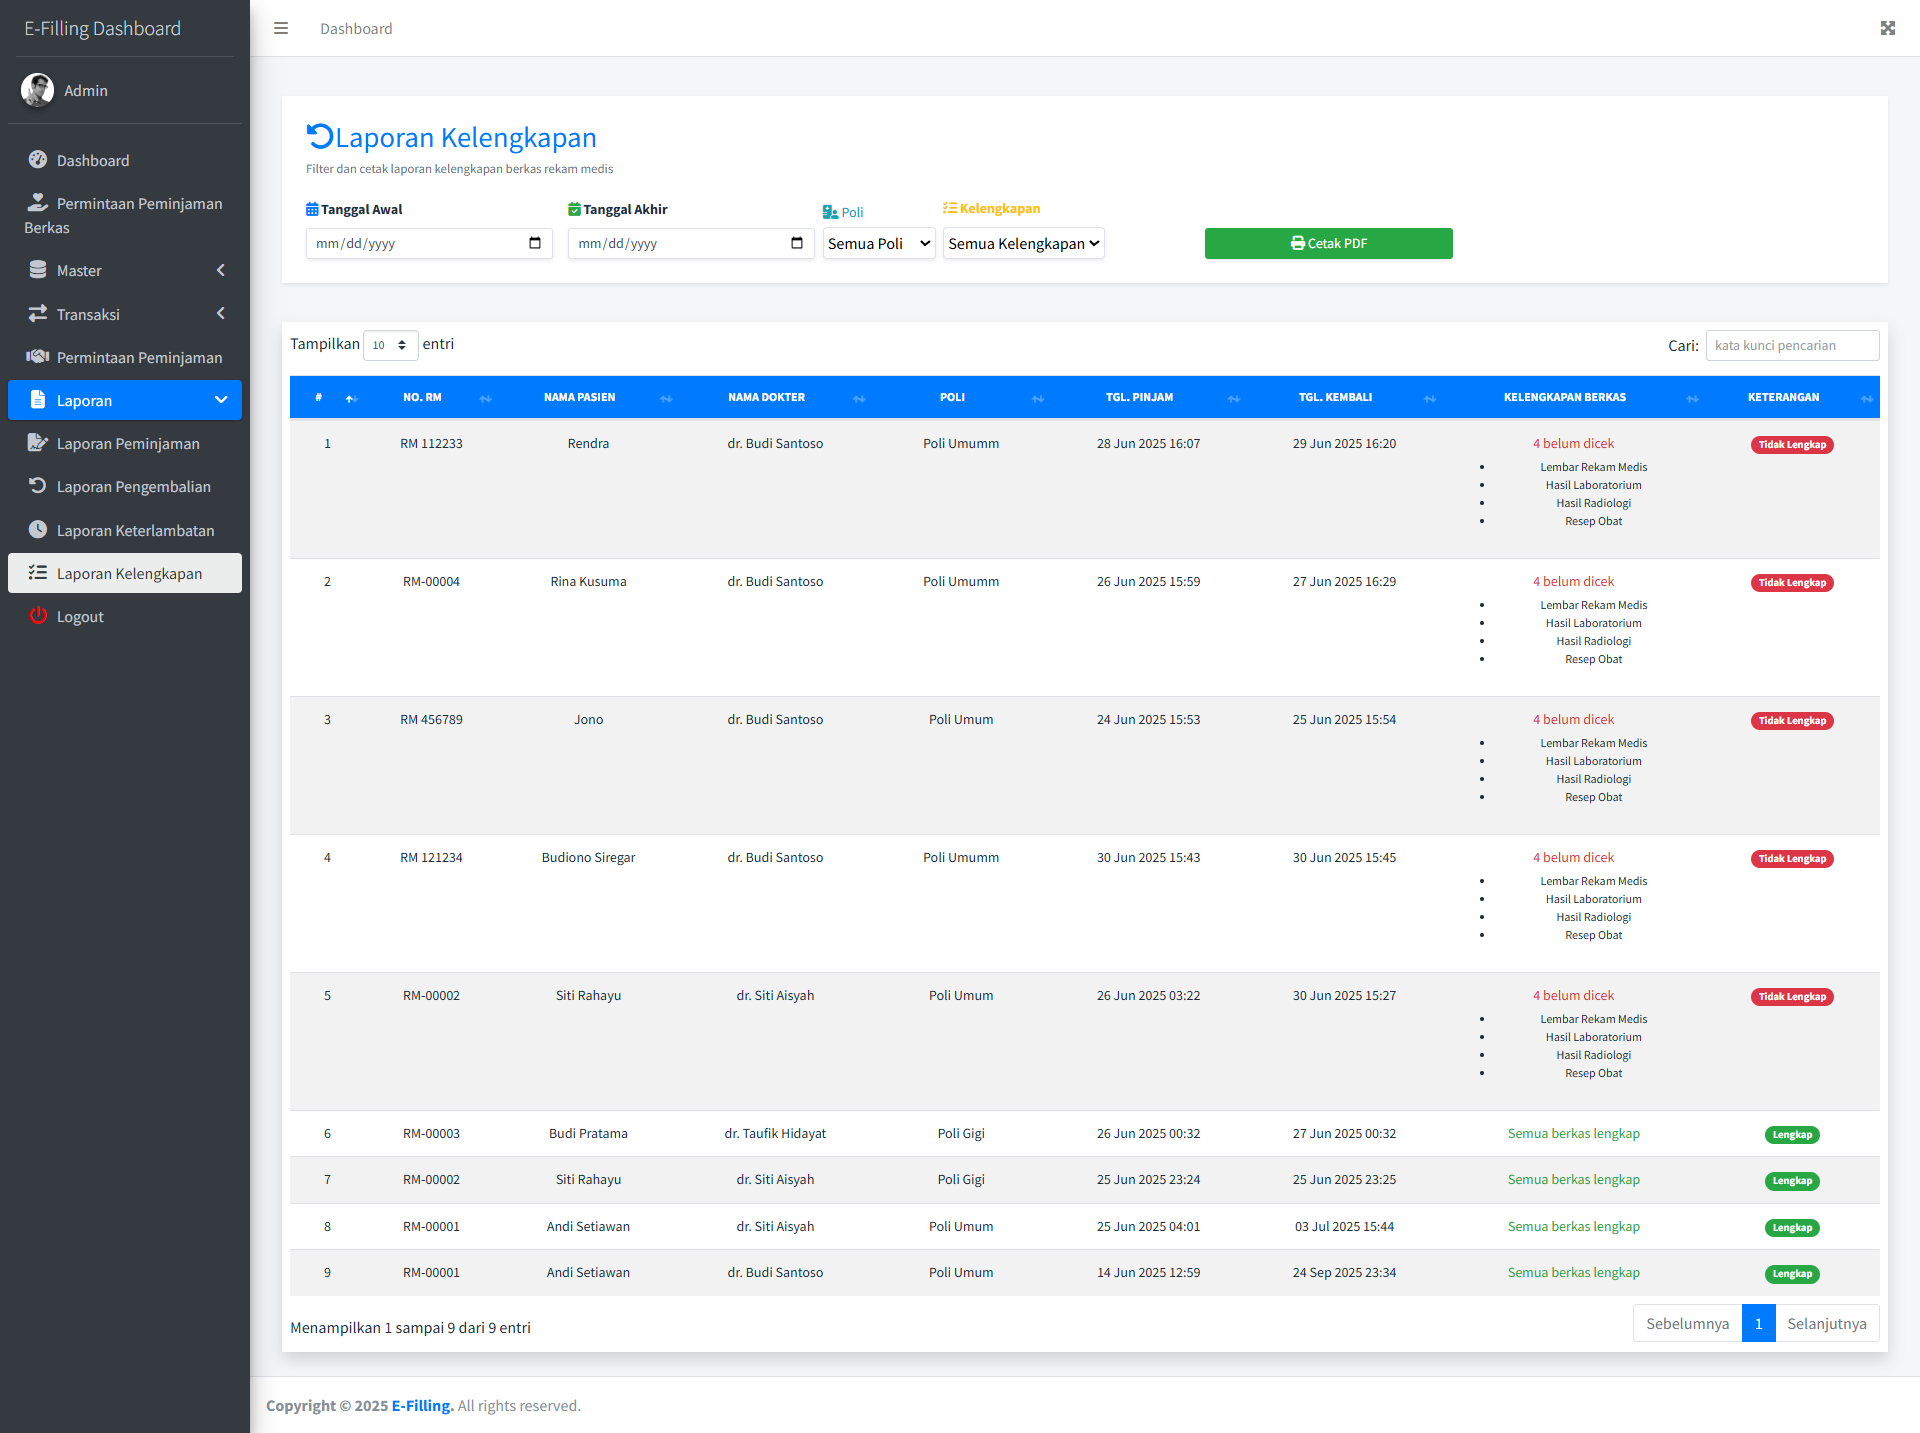 E-Filling Dashboard
Dashboard
Admin
Dashboard
Permintaan Peminjaman
Berkas
Master
Transaksi
Permintaan Peminjaman
Laporan
Laporan Peminjaman
Laporan Pengembalian
Laporan Keterlambatan
Laporan Kelengkapan
Logout
Laporan Kelengkapan
Filter dan cetak laporan kelengkapan berkas rekam medis
Tanggal Awal Tanggal Akhir Poli Kelengkapan
mm/dd/yyyy mm/dd/yyyy Semua Poli Semua Kelengkapan Cetak PDF
Tampilkan 10 entri Cari: kata kunci pencarian
# NO. RM NAMA PASIEN NAMA DOKTER POLI TGL. PINJAM TGL. KEMBALI KELENGKAPAN BERKAS KETERANGAN
1 RM 112233 Rendra dr. Budi Santoso Poli Umumm 28 Jun 2025 16:07 29 Jun 2025 16:20 4 belum dicek Tidak Lengkap
• Lembar Rekam Medis
• Hasil Laboratorium
• Hasil Radiologi
• Resep Obat
2 RM-00004 Rina Kusuma dr. Budi Santoso Poli Umumm 26 Jun 2025 15:59 27 Jun 2025 16:29 4 belum dicek Tidak Lengkap
• Lembar Rekam Medis
• Hasil Laboratorium
• Hasil Radiologi
• Resep Obat
3 RM 456789 Jono dr. Budi Santoso Poli Umum 24 Jun 2025 15:53 25 Jun 2025 15:54 4 belum dicek Tidak Lengkap
• Lembar Rekam Medis
• Hasil Laboratorium
• Hasil Radiologi
• Resep Obat
4 RM 121234 Budiono Siregar dr. Budi Santoso Poli Umumm 30 Jun 2025 15:43 30 Jun 2025 15:45 4 belum dicek Tidak Lengkap
• Lembar Rekam Medis
• Hasil Laboratorium
• Hasil Radiologi
• Resep Obat
5 RM-00002 Siti Rahayu dr. Siti Aisyah Poli Umum 26 Jun 2025 03:22 30 Jun 2025 15:27 4 belum dicek Tidak Lengkap
• Lembar Rekam Medis
• Hasil Laboratorium
• Hasil Radiologi
• Resep Obat
6 RM-00003 Budi Pratama dr. Taufik Hidayat Poli Gigi 26 Jun 2025 00:32 27 Jun 2025 00:32 Semua berkas lengkap Lengkap
7 RM-00002 Siti Rahayu dr. Siti Aisyah Poli Gigi 25 Jun 2025 23:24 25 Jun 2025 23:25 Semua berkas lengkap Lengkap
8 RM-00001 Andi Setiawan dr. Siti Aisyah Poli Umum 25 Jun 2025 04:01 03 Jul 2025 15:44 Semua berkas lengkap Lengkap
9 RM-00001 Andi Setiawan dr. Budi Santoso Poli Umum 14 Jun 2025 12:59 24 Sep 2025 23:34 Semua berkas lengkap Lengkap
Menampilkan 1 sampai 9 dari 9 entri Sebelumnya 1 Selanjutnya
Copyright © 2025 E-Filling. All rights reserved.